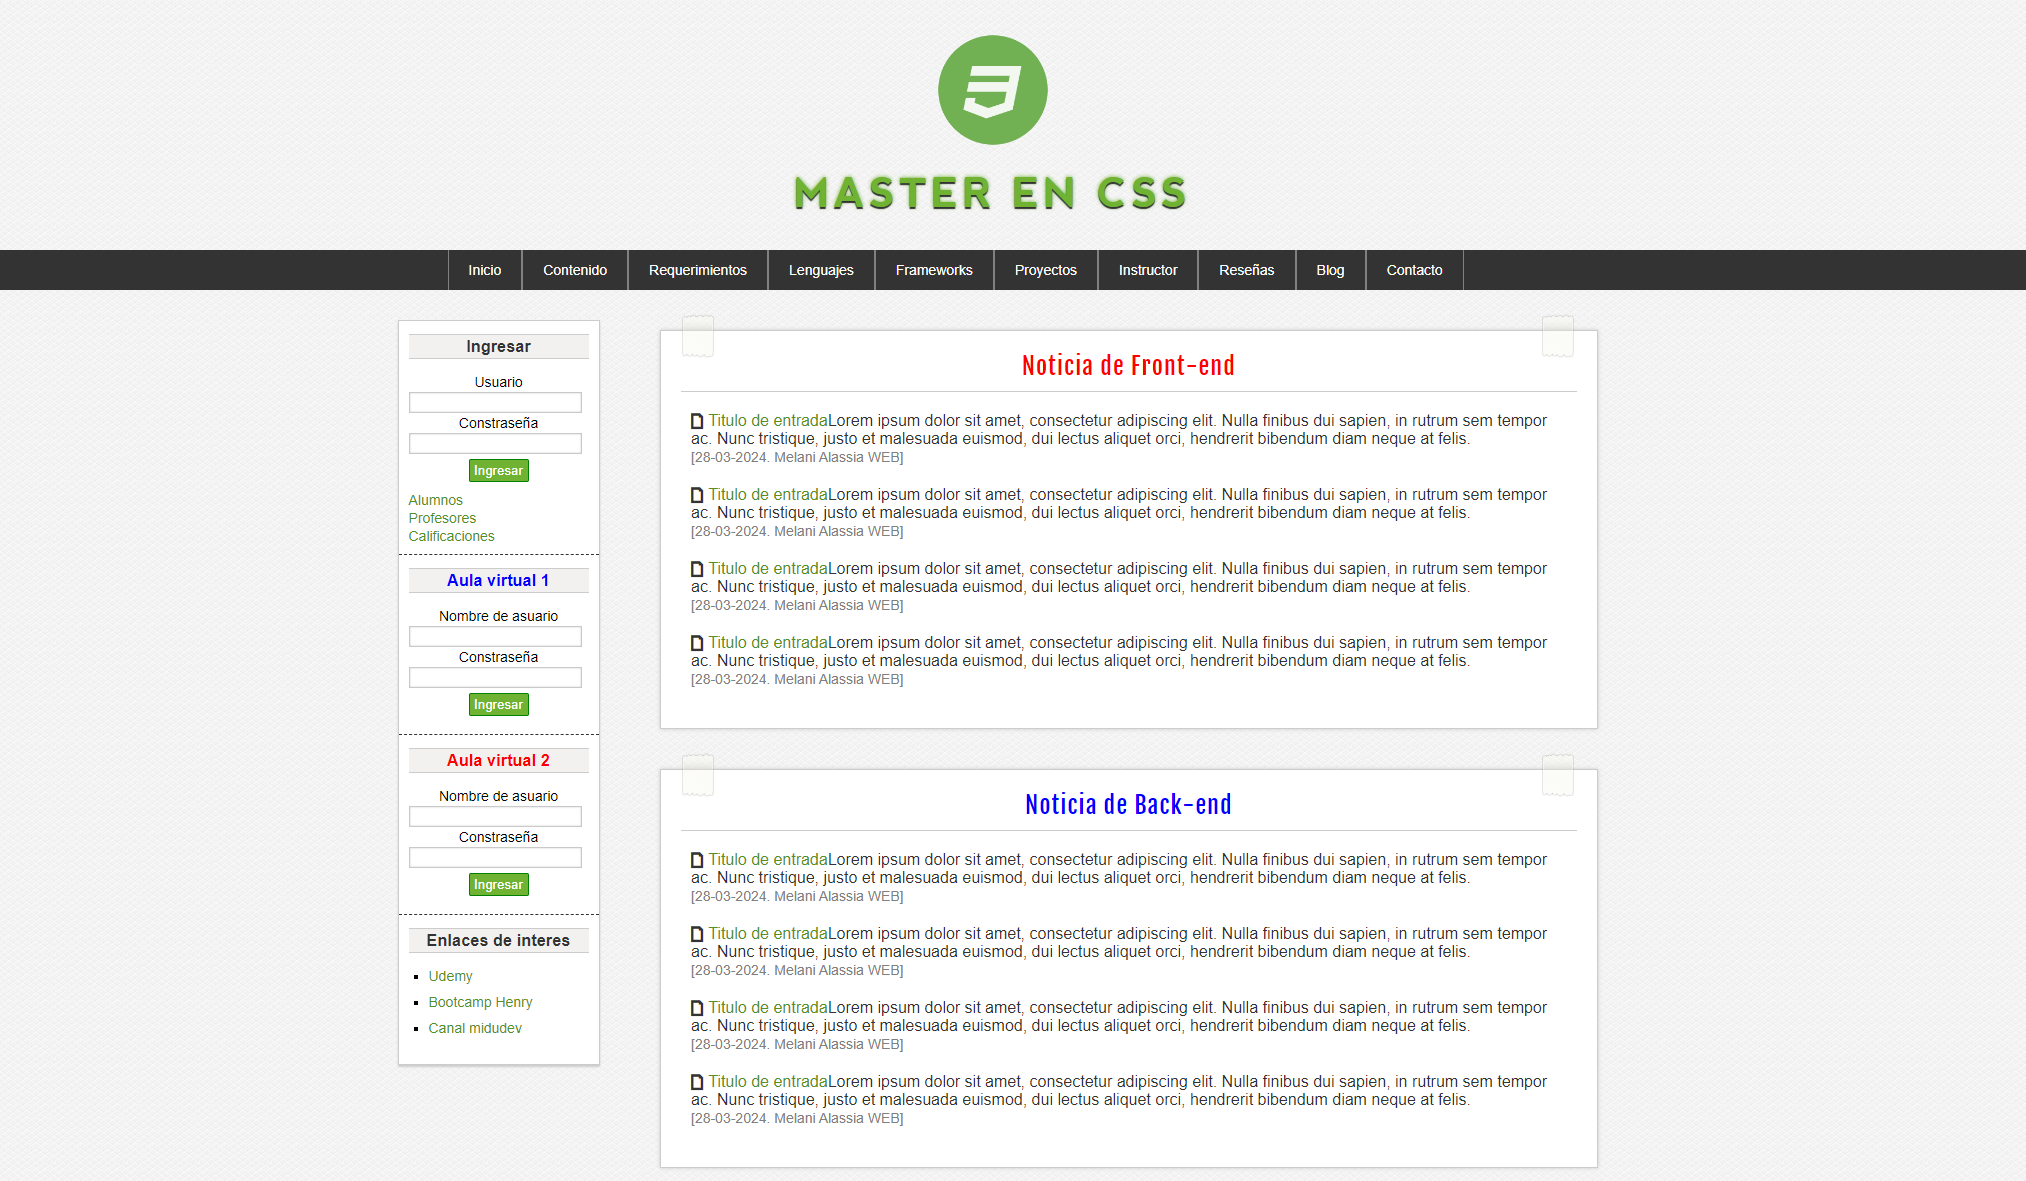 MASTER EN CSS
Inicio Contenido Requerimientos Lenguajes Frameworks Proyectos Instructor Reseñas Blog Contacto
Ingresar
Usuario
Constraseña
Ingresar
Alumnos
Profesores
Calificaciones
Aula virtual 1
Nombre de asuario
Constraseña
Ingresar
Aula virtual 2
Nombre de asuario
Constraseña
Ingresar
Enlaces de interes
Udemy
Bootcamp Henry
Canal midudev
Noticia de Front-end
Titulo de entradaLorem ipsum dolor sit amet, consectetur adipiscing elit. Nulla finibus dui sapien, in rutrum sem tempor
ac. Nunc tristique, justo et malesuada euismod, dui lectus aliquet orci, hendrerit bibendum diam neque at felis.
[28-03-2024. Melani Alassia WEB]
Titulo de entradaLorem ipsum dolor sit amet, consectetur adipiscing elit. Nulla finibus dui sapien, in rutrum sem tempor
ac. Nunc tristique, justo et malesuada euismod, dui lectus aliquet orci, hendrerit bibendum diam neque at felis.
[28-03-2024. Melani Alassia WEB]
Titulo de entradaLorem ipsum dolor sit amet, consectetur adipiscing elit. Nulla finibus dui sapien, in rutrum sem tempor
ac. Nunc tristique, justo et malesuada euismod, dui lectus aliquet orci, hendrerit bibendum diam neque at felis.
[28-03-2024. Melani Alassia WEB]
Titulo de entradaLorem ipsum dolor sit amet, consectetur adipiscing elit. Nulla finibus dui sapien, in rutrum sem tempor
ac. Nunc tristique, justo et malesuada euismod, dui lectus aliquet orci, hendrerit bibendum diam neque at felis.
[28-03-2024. Melani Alassia WEB]
Noticia de Back-end
Titulo de entradaLorem ipsum dolor sit amet, consectetur adipiscing elit. Nulla finibus dui sapien, in rutrum sem tempor
ac. Nunc tristique, justo et malesuada euismod, dui lectus aliquet orci, hendrerit bibendum diam neque at felis.
[28-03-2024. Melani Alassia WEB]
Titulo de entradaLorem ipsum dolor sit amet, consectetur adipiscing elit. Nulla finibus dui sapien, in rutrum sem tempor
ac. Nunc tristique, justo et malesuada euismod, dui lectus aliquet orci, hendrerit bibendum diam neque at felis.
[28-03-2024. Melani Alassia WEB]
Titulo de entradaLorem ipsum dolor sit amet, consectetur adipiscing elit. Nulla finibus dui sapien, in rutrum sem tempor
ac. Nunc tristique, justo et malesuada euismod, dui lectus aliquet orci, hendrerit bibendum diam neque at felis.
[28-03-2024. Melani Alassia WEB]
Titulo de entradaLorem ipsum dolor sit amet, consectetur adipiscing elit. Nulla finibus dui sapien, in rutrum sem tempor
ac. Nunc tristique, justo et malesuada euismod, dui lectus aliquet orci, hendrerit bibendum diam neque at felis.
[28-03-2024. Melani Alassia WEB]